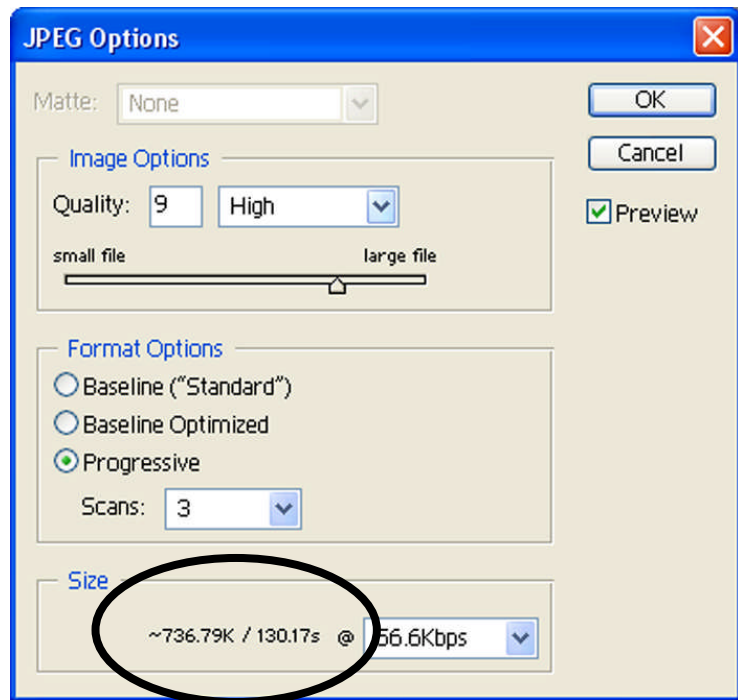 JPEG Options
Matte: None
OK
Cancel
Preview
Image Options
Quality: 9 High
small file large file
Format Options
Baseline ("Standard")
Baseline Optimized
Progressive
Scans: 3
Size
~736.79K / 130.17s @ 56.6Kbps